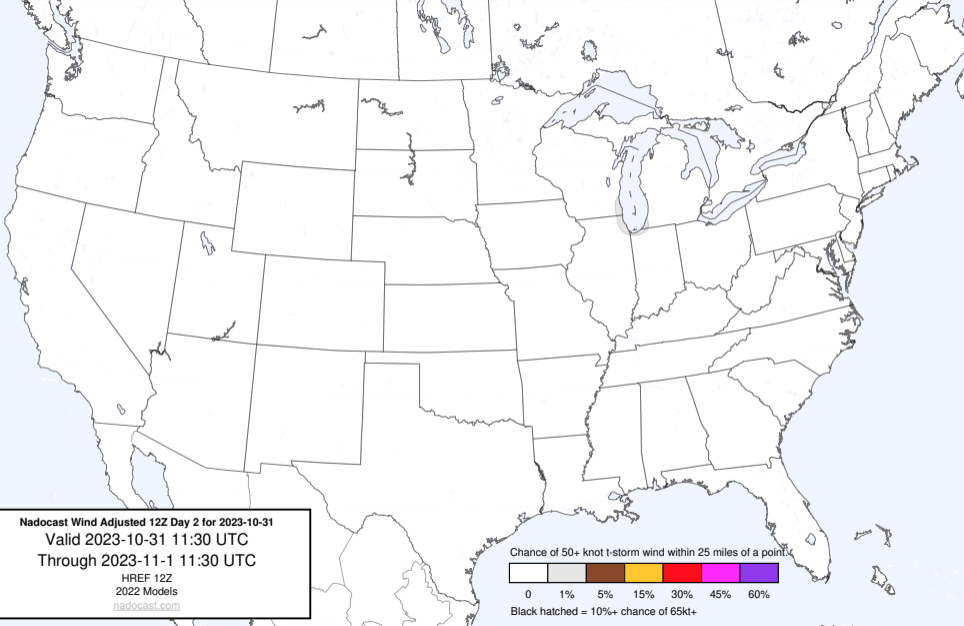 Nadocast Wind Adjusted 12Z Day 2 for 2023-10-31
Valid 2023-10-31 11:30 UTC
Through 2023-11-1 11:30 UTC
HREF 12Z
2022 Models
nadocast.com
Chance of 50+ knot t-storm wind within 25 miles of a point.
0 1% 5% 15% 30% 45% 60%
Black hatched = 10%+ chance of 65kt+